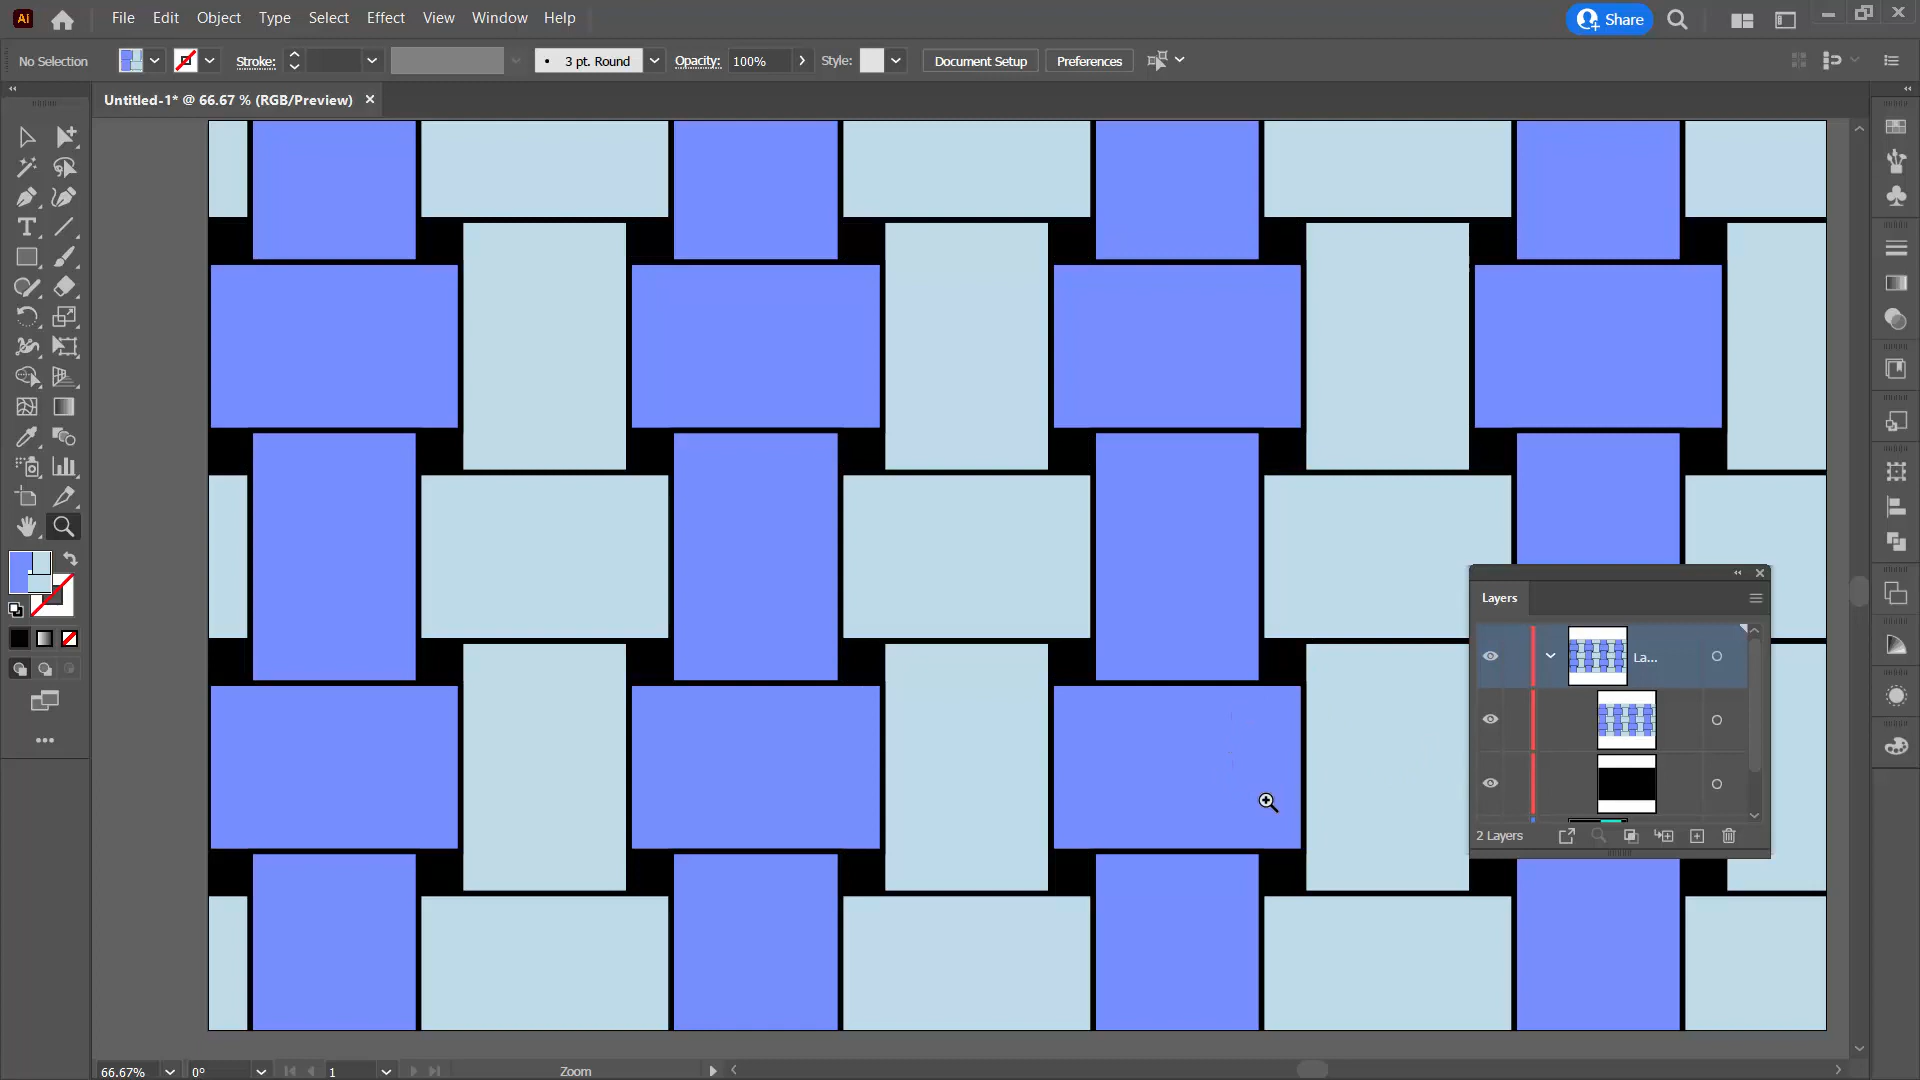 Ai
File Edit Object Type Select Effect View Window Help
Share
No Selection
Stroke:
3 pt. Round
Opacity: 100%
Style:
Document Setup
Preferences
Untitled-1* @ 66.67 % (RGB/Preview)
Layers
La...
2 Layers
66.67%
0°
1
Zoom